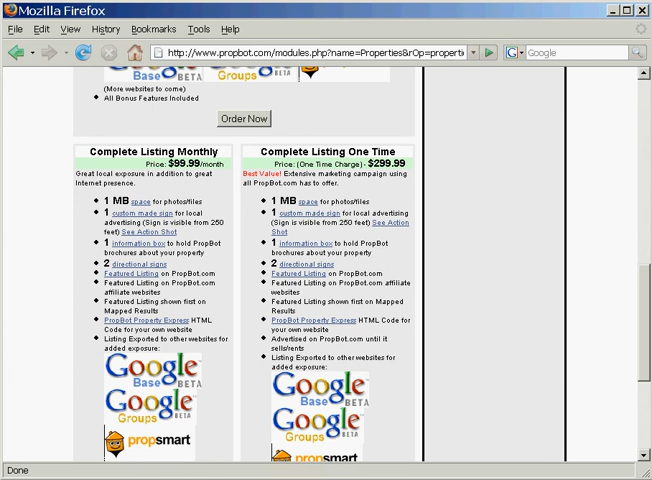 Mozilla Firefox
File Edit View History Bookmarks Tools Help
http://www.propbot.com/modules.php?name=Properties&rOp=properti
Google
Base BETA
Groups BETA
(More websites to come)
All Bonus Features Included
Order Now
Complete Listing Monthly
Price: $99.99/month
Great local exposure in addition to great
Internet presence.
1 MB space for photos/files
1 custom made sign for local
advertising (Sign is visible from 250
feet) See Action Shot
1 information box to hold PropBot
brochures about your property
2 directional signs
Featured Listing on PropBot.com
Featured Listing on PropBot.com
affiliate websites
Featured Listing shown first on
Mapped Results
PropBot Property Express HTML
Code for your own website
Listing Exported to other websites for
added exposure:
Google
Base BETA
Google
Groups BETA
propsmart
Complete Listing One Time
Price: (One Time Charge) - $299.99
Best Value! Extensive marketing campaign using
all PropBot.com has to offer.
1 MB space for photos/files
1 custom made sign for local
advertising (Sign is visible from
250 feet) See Action
Shot
1 information box to hold
PropBot brochures about your
property
2 directional signs
Featured Listing on PropBot.com
Featured Listing on
PropBot.com affiliate
websites
Featured Listing shown first on
Mapped Results
PropBot Property Express HTML
Code for your own website
Advertised on PropBot.com until it
sells/rents
Listing Exported to other websites for
added exposure:
Google
Base BETA
Google
Groups BETA
propsmart
Done